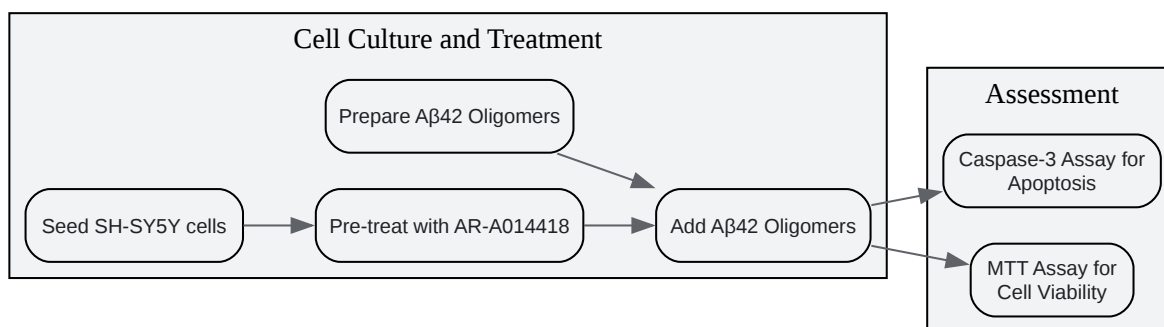 Cell Culture and Treatment
Prepare Aβ42 Oligomers
Seed SH-SY5Y cells
Pre-treat with AR-A014418
Add Aβ42 Oligomers
Assessment
Caspase-3 Assay for
Apoptosis
MTT Assay for
Cell Viability